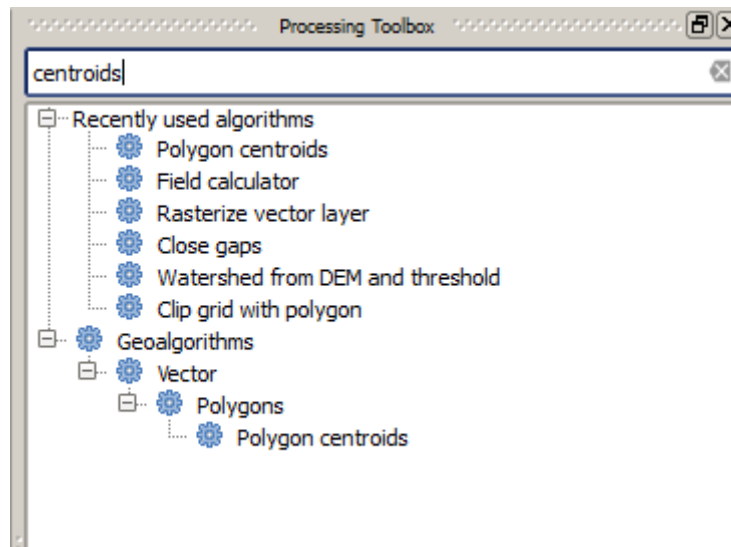 Processing Toolbox
centroids
Recently used algorithms
Polygon centroids
Field calculator
Rasterize vector layer
Close gaps
Watershed from DEM and threshold
Clip grid with polygon
Geoalgorithms
Vector
Polygons
Polygon centroids